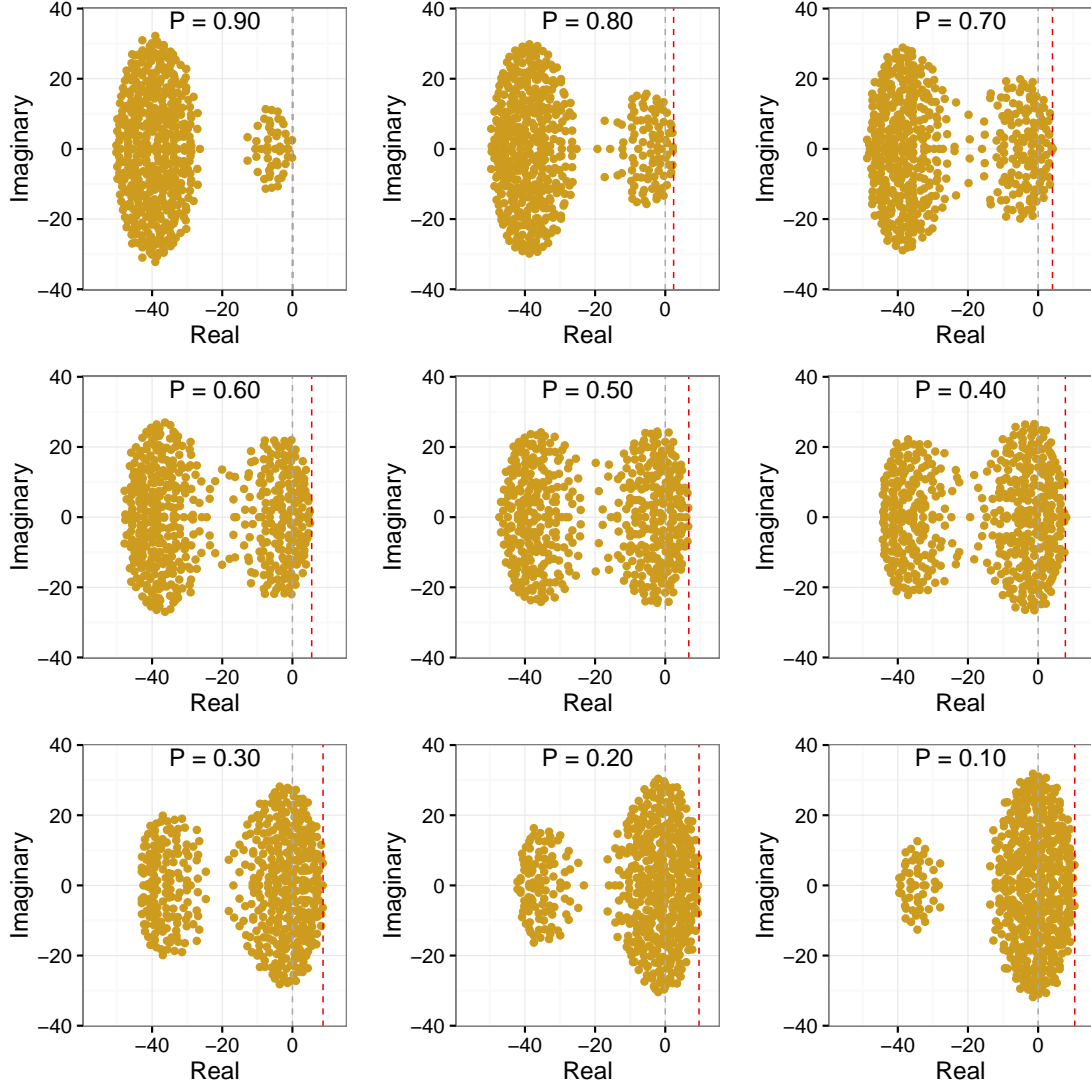 40
P = 0.90
20
0
−20
−40
Imaginary
−40 −20 0
Real
40
P = 0.80
20
0
−20
−40
Imaginary
−40 −20 0
Real
40
P = 0.70
20
0
−20
−40
Imaginary
−40 −20 0
Real
40
P = 0.60
20
0
−20
−40
Imaginary
−40 −20 0
Real
40
P = 0.50
20
0
−20
−40
Imaginary
−40 −20 0
Real
40
P = 0.40
20
0
−20
−40
Imaginary
−40 −20 0
Real
40
P = 0.30
20
0
−20
−40
Imaginary
−40 −20 0
Real
40
P = 0.20
20
0
−20
−40
Imaginary
−40 −20 0
Real
40
P = 0.10
20
0
−20
−40
Imaginary
−40 −20 0
Real